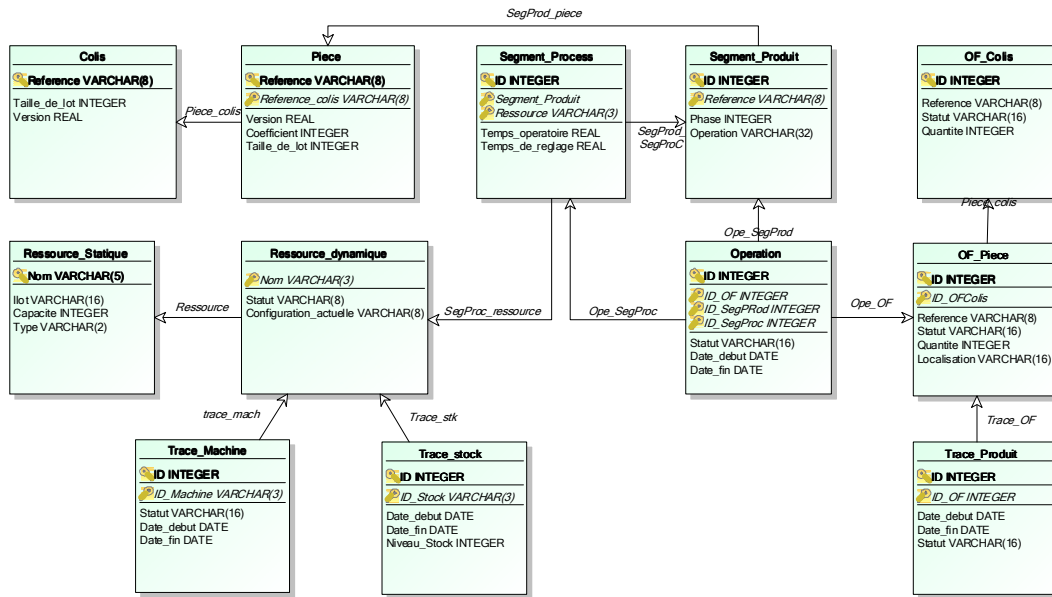 SegProd_piece
Colis
Reference VARCHAR(8)
Taille_de_lot INTEGER
Version REAL
Piece_colis
Piece
Reference VARCHAR(8)
Reference_colis VARCHAR(8)
Version REAL
Coefficient INTEGER
Taille_de_lot INTEGER
Segment_Process
ID INTEGER
Segment_Produit
Ressource VARCHAR(3)
Temps_operatoire REAL
Temps_de_reglage REAL
SegProd_
SegProC
Segment_Produit
ID INTEGER
Reference VARCHAR(8)
Phase INTEGER
Operation VARCHAR(32)
OF_Colis
ID INTEGER
Reference VARCHAR(8)
Statut VARCHAR(16)
Quantite INTEGER
Piece_colis
Ressource_Statique
Nom VARCHAR(5)
Ilot VARCHAR(16)
Capacite INTEGER
Type VARCHAR(2)
Ressource
Ressource_dynamique
Nom VARCHAR(3)
Statut VARCHAR(8)
Configuration_actuelle VARCHAR(8)
SegProc_ressource
Ope_SegProc
Ope_SegProd
Operation
ID INTEGER
ID_OF INTEGER
ID_SegPRod INTEGER
ID_SegProc INTEGER
Statut VARCHAR(16)
Date_debut DATE
Date_fin DATE
Ope_OF
OF_Piece
ID INTEGER
ID_OFColis
Reference VARCHAR(8)
Statut VARCHAR(16)
Quantite INTEGER
Localisation VARCHAR(16)
trace_mach
Trace_stk
Trace_OF
Trace_Machine
ID INTEGER
ID_Machine VARCHAR(3)
Statut VARCHAR(16)
Date_debut DATE
Date_fin DATE
Trace_stock
ID INTEGER
ID_Stock VARCHAR(3)
Date_debut DATE
Date_fin DATE
Niveau_Stock INTEGER
Trace_Produit
ID INTEGER
ID_OF INTEGER
Date_debut DATE
Date_fin DATE
Statut VARCHAR(16)